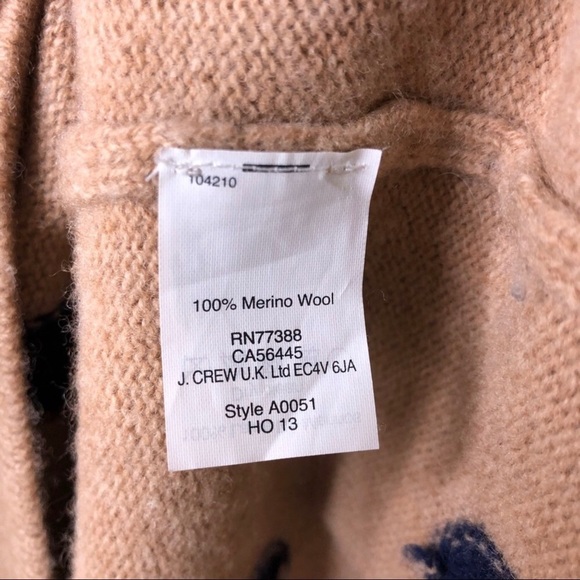 104210
100% Merino Wool
RN77388
CA56445
J. CREW U.K. Ltd EC4V 6JA
Style A0051
HO 13